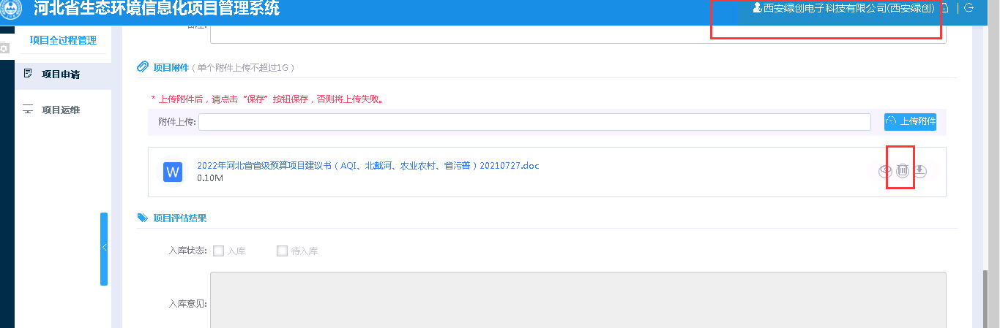 河北省生态环境信息化项目管理系统
西安绿创电子科技有限公司(西安绿创)
项目全过程管理
项目申请
项目运维
项目附件（单个附件上传不超过1G）
* 上传附件后，请点击“保存”按钮保存，否则将上传失败。
附件上传:
上传附件
W
2022年河北省省级预算项目建议书（AQI、北戴河、农业农村、省污普）20210727.doc
0.10M
项目评估结果
入库状态: 入库 待入库
入库意见: